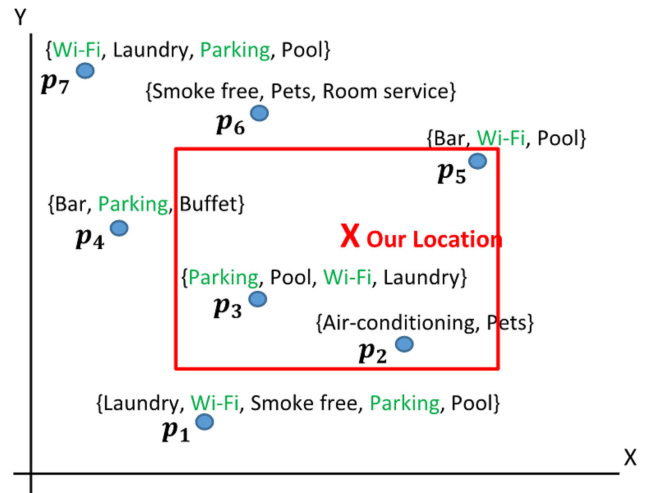 Y
{Wi-Fi, Laundry, Parking, Pool}
p7
{Smoke free, Pets, Room service}
p6
{Bar, Wi-Fi, Pool}
p5
{Bar, Parking, Buffet}
p4
X Our Location
{Parking, Pool, Wi-Fi, Laundry}
p3
{Air-conditioning, Pets}
p2
{Laundry, Wi-Fi, Smoke free, Parking, Pool}
p1
X